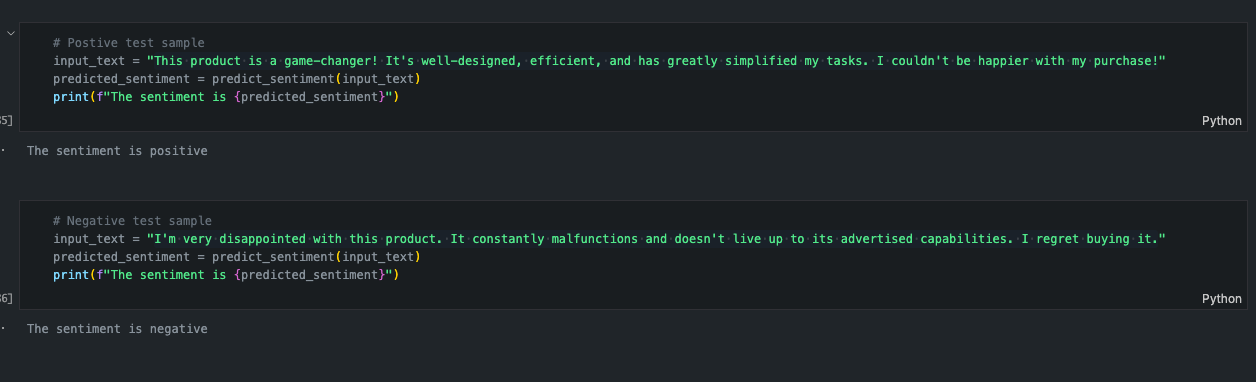 # Postive test sample
input_text = "This product is a game-changer! It's well-designed, efficient, and has greatly simplified my tasks. I couldn't be happier with my purchase!"
predicted_sentiment = predict_sentiment(input_text)
print(f"The sentiment is {predicted_sentiment}")
5]
Python
The sentiment is positive
# Negative test sample
input_text = "I'm very disappointed with this product. It constantly malfunctions and doesn't live up to its advertised capabilities. I regret buying it."
predicted_sentiment = predict_sentiment(input_text)
print(f"The sentiment is {predicted_sentiment}")
6]
Python
The sentiment is negative